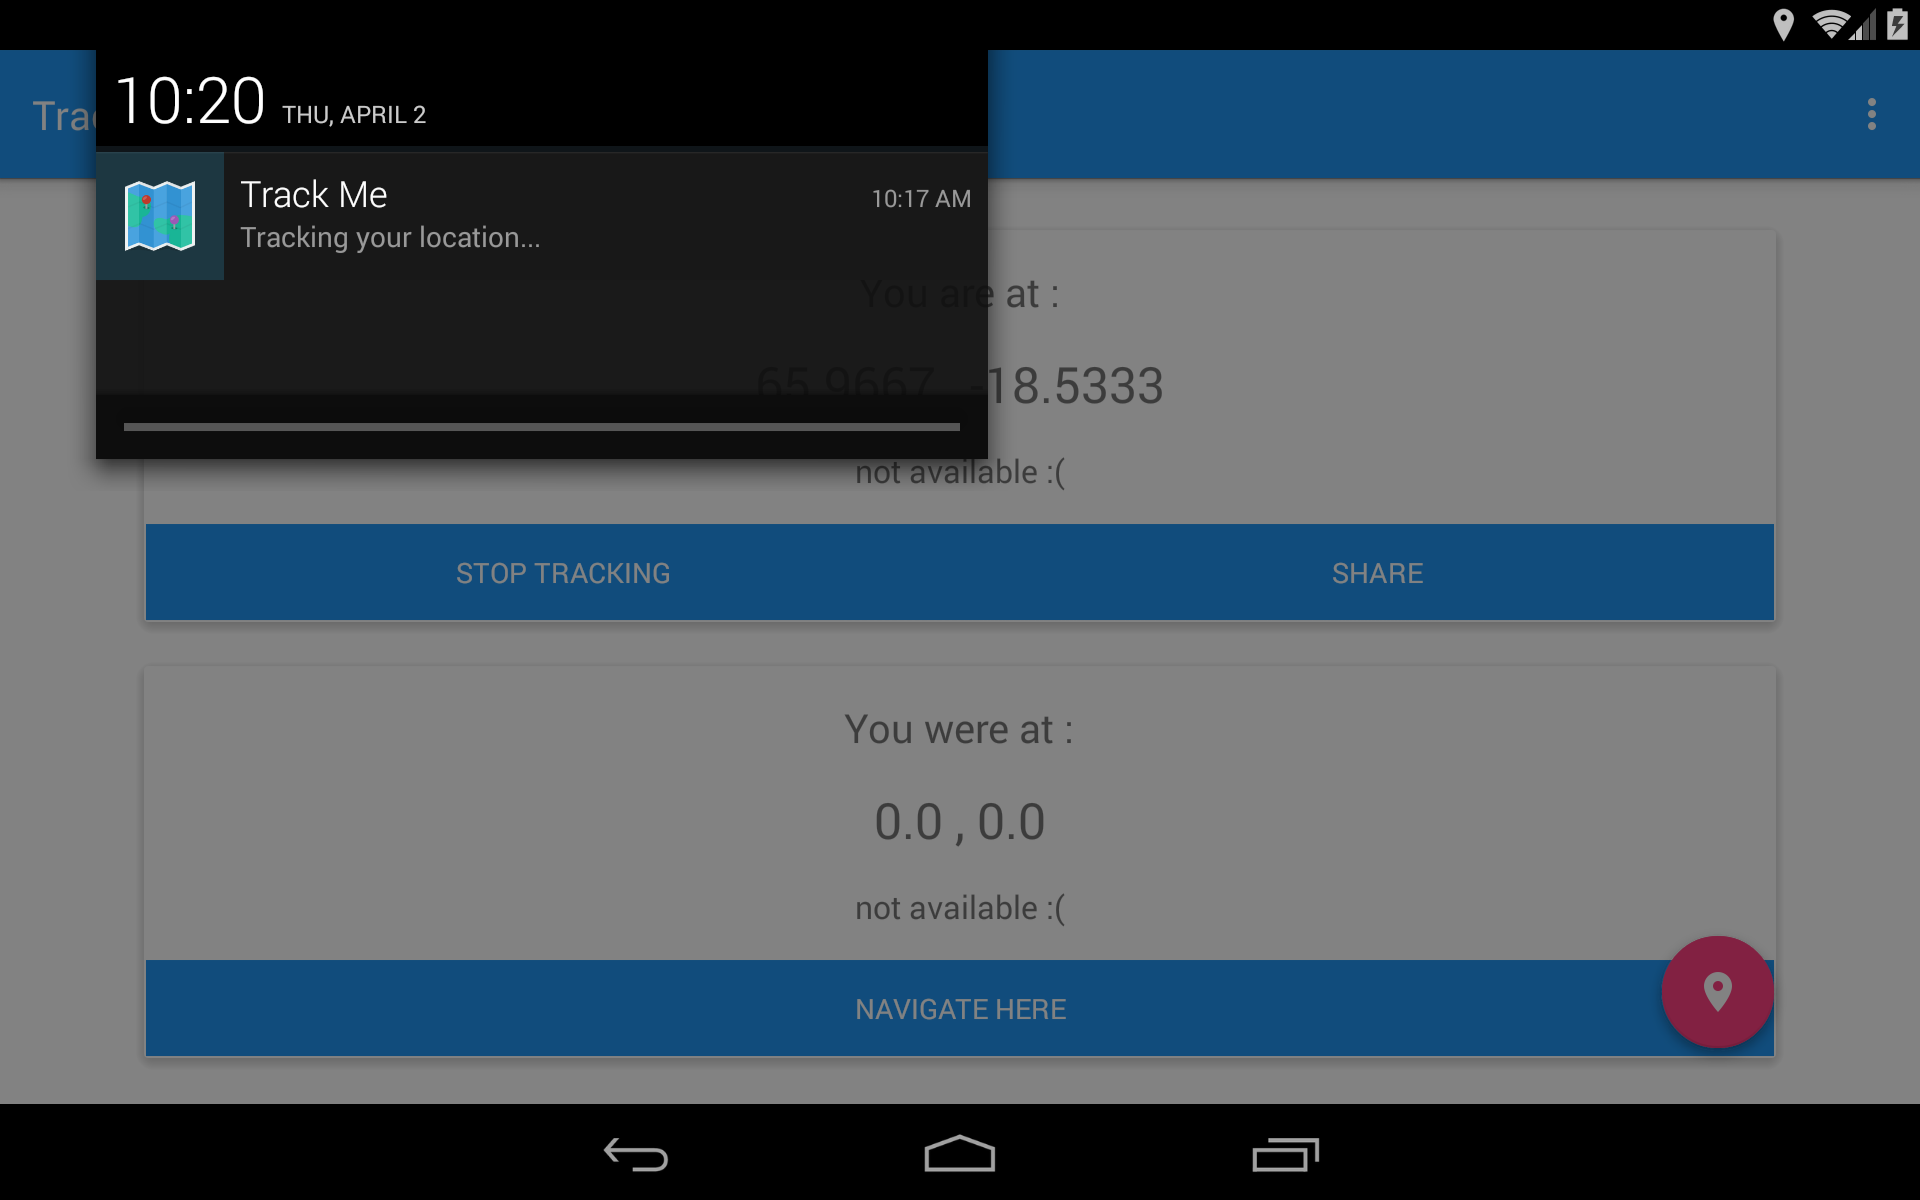 10:20 THU, APRIL 2
Track Me 10:17 AM
Tracking your location...
You are at :
65.9667 , -18.5333
not available :(
STOP TRACKING SHARE
You were at :
0.0 , 0.0
not available :(
NAVIGATE HERE